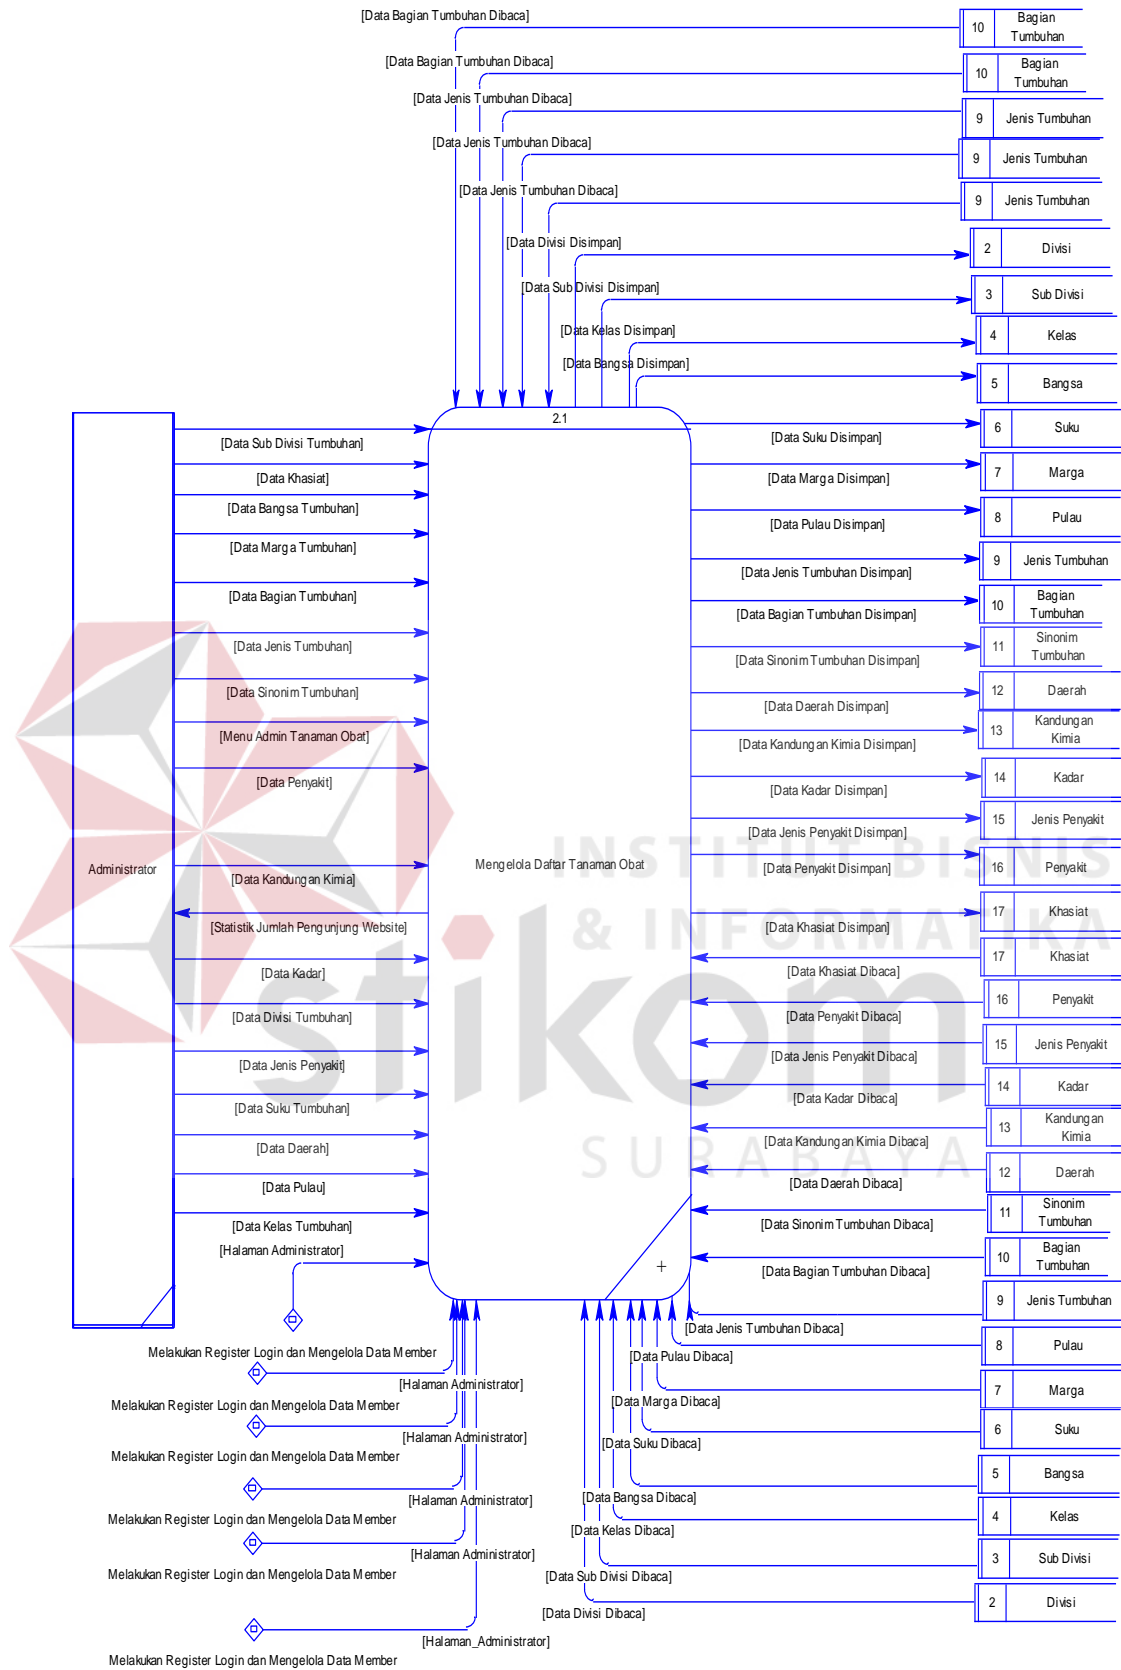 [Data Bagian Tumbuhan Dibaca]
10
Bagian
Tumbuhan
[Data Bagian Tumbuhan Dibaca]
10
Bagian
Tumbuhan
[Data Jenis Tumbuhan Dibaca]
9
Jenis Tumbuhan
[Data Jenis Tumbuhan Dibaca]
9
Jenis Tumbuhan
[Data Jenis Tumbuhan Dibaca]
9
Jenis Tumbuhan
[Data Divisi Disimpan]
2
Divisi
[Data Sub Divisi Disimpan]
3
Sub Divisi
[Data Kelas Disimpan]
4
Kelas
[Data Bangsa Disimpan]
5
Bangsa
2.1
Mengelola Daftar Tanaman Obat
+
Administrator
[Data Sub Divisi Tumbuhan]
[Data Khasiat]
[Data Bangsa Tumbuhan]
[Data Marga Tumbuhan]
[Data Bagian Tumbuhan]
[Data Jenis Tumbuhan]
[Data Sinonim Tumbuhan]
[Menu Admin Tanaman Obat]
[Data Penyakit]
[Data Kandungan Kimia]
[Statistik Jumlah Pengunjung Website]
[Data Kadar]
[Data Divisi Tumbuhan]
[Data Jenis Penyakit]
[Data Suku Tumbuhan]
[Data Daerah]
[Data Pulau]
[Data Kelas Tumbuhan]
[Halaman Administrator]
[Data Suku Disimpan]
6
Suku
[Data Marga Disimpan]
7
Marga
[Data Pulau Disimpan]
8
Pulau
[Data Jenis Tumbuhan Disimpan]
9
Jenis Tumbuhan
[Data Bagian Tumbuhan Disimpan]
10
Bagian
Tumbuhan
[Data Sinonim Tumbuhan Disimpan]
11
Sinonim
Tumbuhan
[Data Daerah Disimpan]
12
Daerah
[Data Kandungan Kimia Disimpan]
13
Kandungan
Kimia
[Data Kadar Disimpan]
14
Kadar
[Data Jenis Penyakit Disimpan]
15
Jenis Penyakit
[Data Penyakit Disimpan]
16
Penyakit
[Data Khasiat Disimpan]
17
Khasiat
[Data Khasiat Dibaca]
17
Khasiat
[Data Penyakit Dibaca]
16
Penyakit
[Data Jenis Penyakit Dibaca]
15
Jenis Penyakit
[Data Kadar Dibaca]
14
Kadar
[Data Kandungan Kimia Dibaca]
13
Kandungan
Kimia
[Data Daerah Dibaca]
12
Daerah
[Data Sinonim Tumbuhan Dibaca]
11
Sinonim
Tumbuhan
[Data Bagian Tumbuhan Dibaca]
10
Bagian
Tumbuhan
[Data Jenis Tumbuhan Dibaca]
9
Jenis Tumbuhan
[Data Pulau Dibaca]
8
Pulau
[Data Marga Dibaca]
7
Marga
[Data Suku Dibaca]
6
Suku
[Data Bangsa Dibaca]
5
Bangsa
[Data Kelas Dibaca]
4
Kelas
[Data Sub Divisi Dibaca]
3
Sub Divisi
[Data Divisi Dibaca]
2
Divisi
Melakukan Register Login dan Mengelola Data Member
[Halaman Administrator]
Melakukan Register Login dan Mengelola Data Member
[Halaman Administrator]
Melakukan Register Login dan Mengelola Data Member
[Halaman Administrator]
Melakukan Register Login dan Mengelola Data Member
[Halaman Administrator]
Melakukan Register Login dan Mengelola Data Member
[Halaman_Administrator]
Melakukan Register Login dan Mengelola Data Member
INSTITUT BISNIS
& INFORMATIKA
stikom
SURABAYA